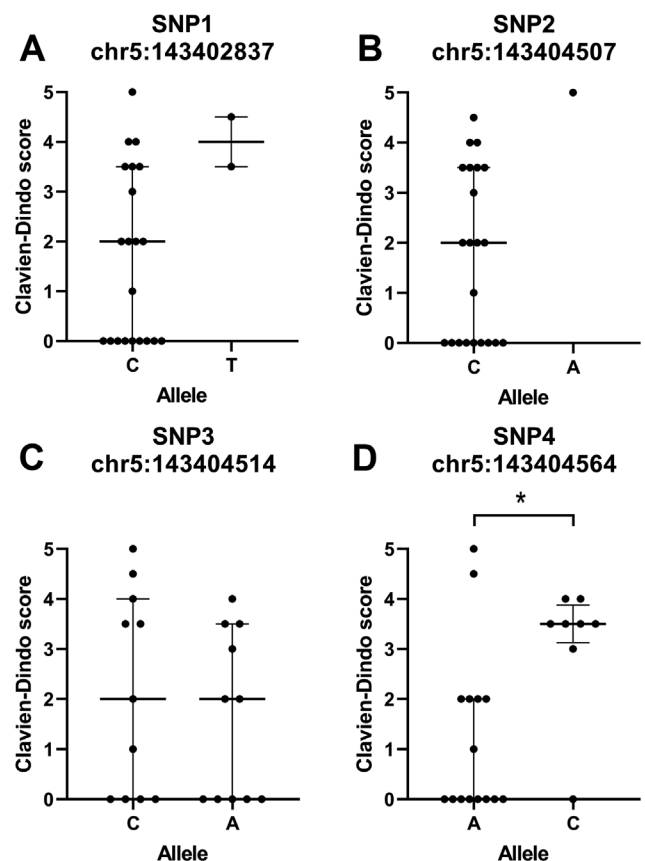 A
SNP1
chr5:143402837
Clavien-Dindo score
5
4
3
2
1
0
C
T
Allele
B
SNP2
chr5:143404507
Clavien-Dindo score
5
4
3
2
1
0
C
A
Allele
C
SNP3
chr5:143404514
Clavien-Dindo score
5
4
3
2
1
0
C
A
Allele
D
SNP4
chr5:143404564
*
Clavien-Dindo score
5
4
3
2
1
0
A
C
Allele